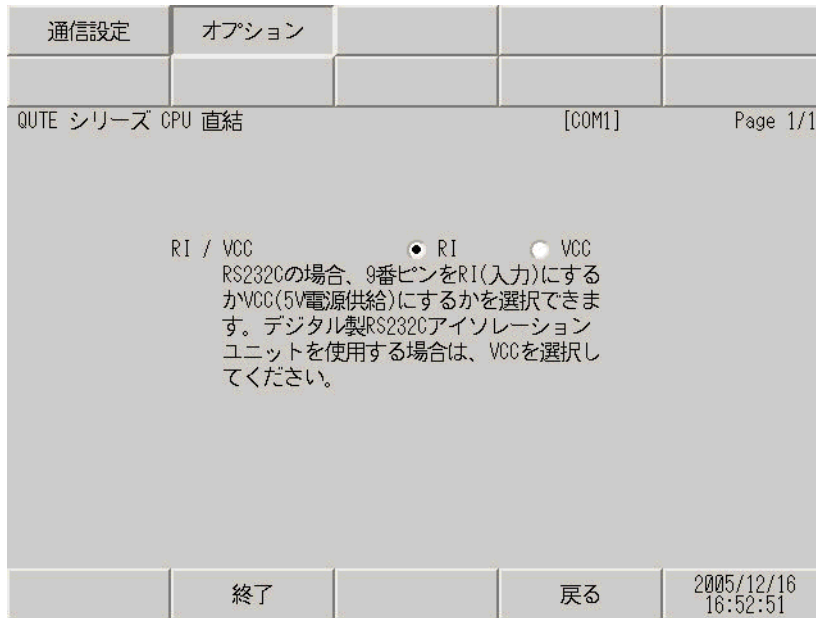 通信設定 オプション
QUTE シリーズ CPU 直結 [COM1] Page 1/1
RI / VCC RI VCC
RS232Cの場合、9番ピンをRI(入力)にする
かVCC(5V電源供給)にするかを選択できま
す。デジタル製RS232Cアイソレーション
ユニットを使用する場合は、VCCを選択し
てください。
終了 戻る 2005/12/16
16:52:51